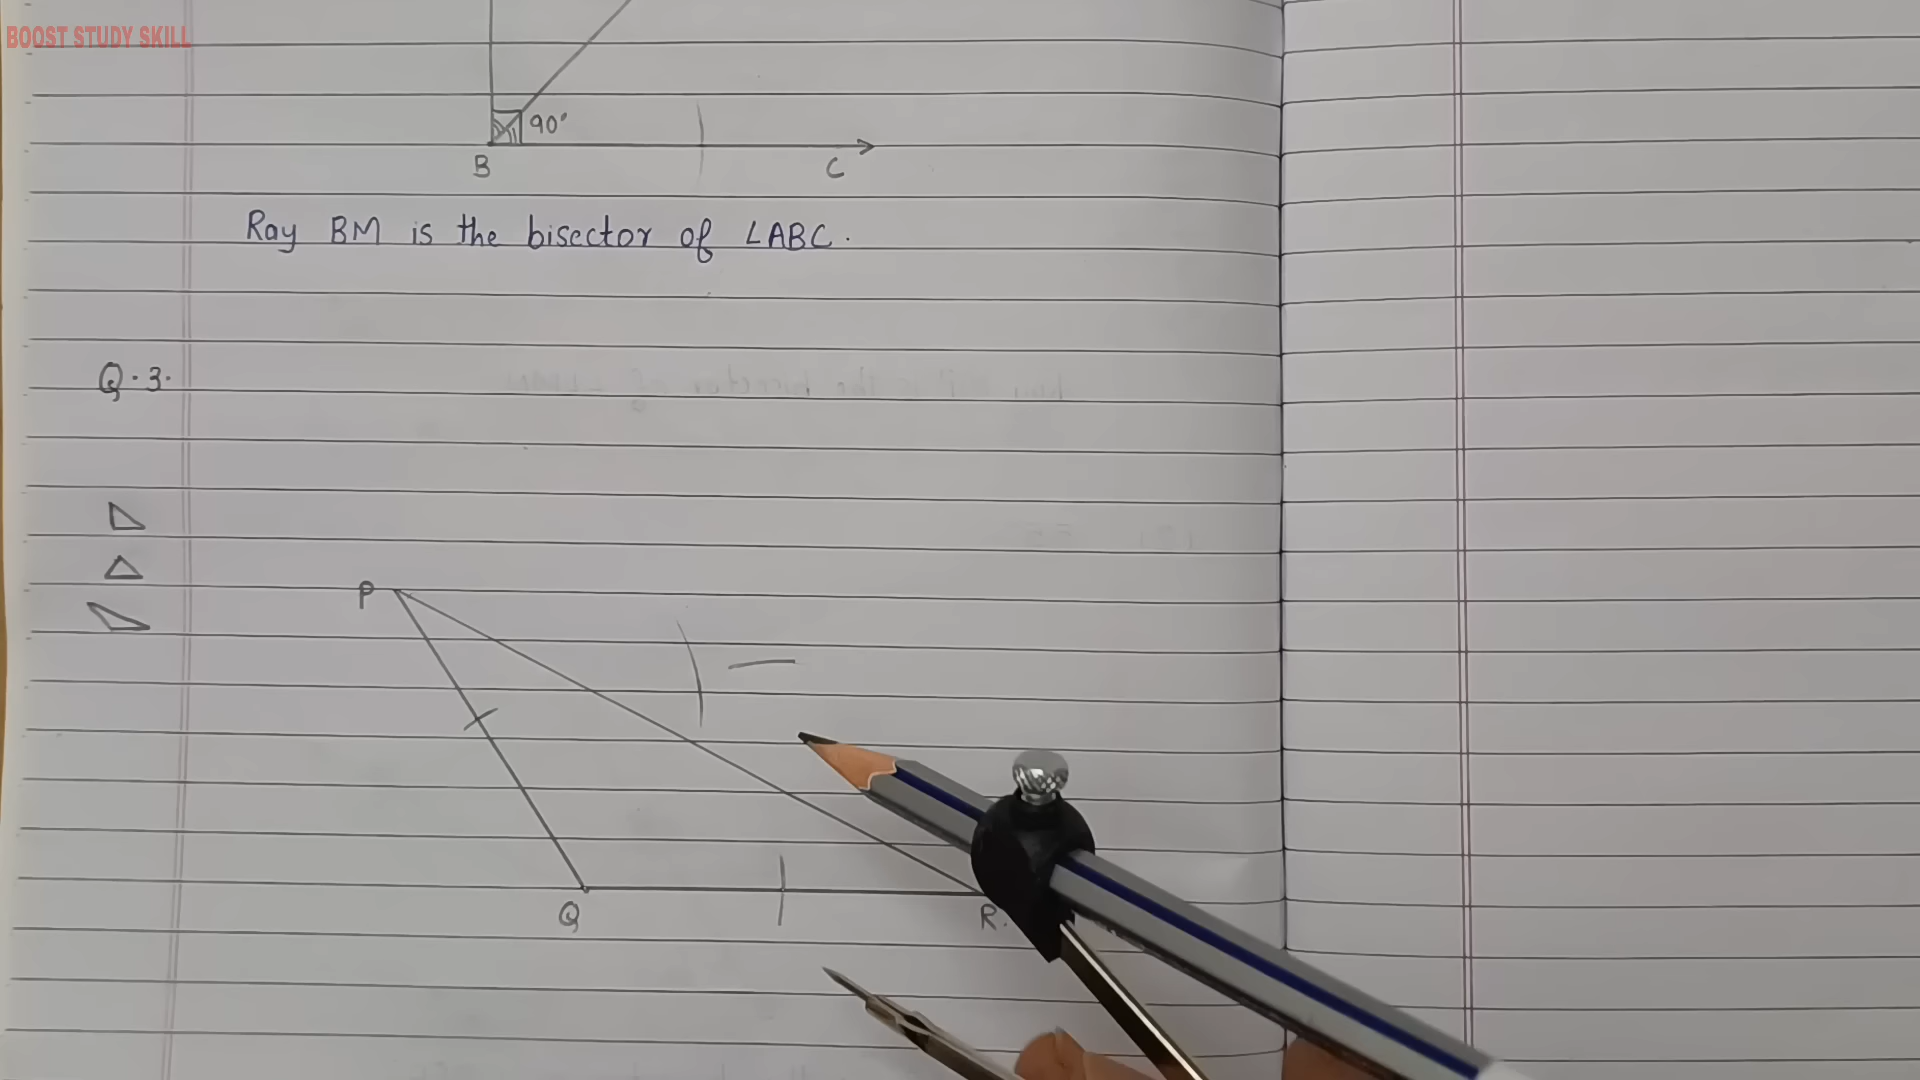 BOOST STUDY SKILL
90°
B C
Ray BM is the bisector of ∠ABC.
Q.3.
P
Q R.